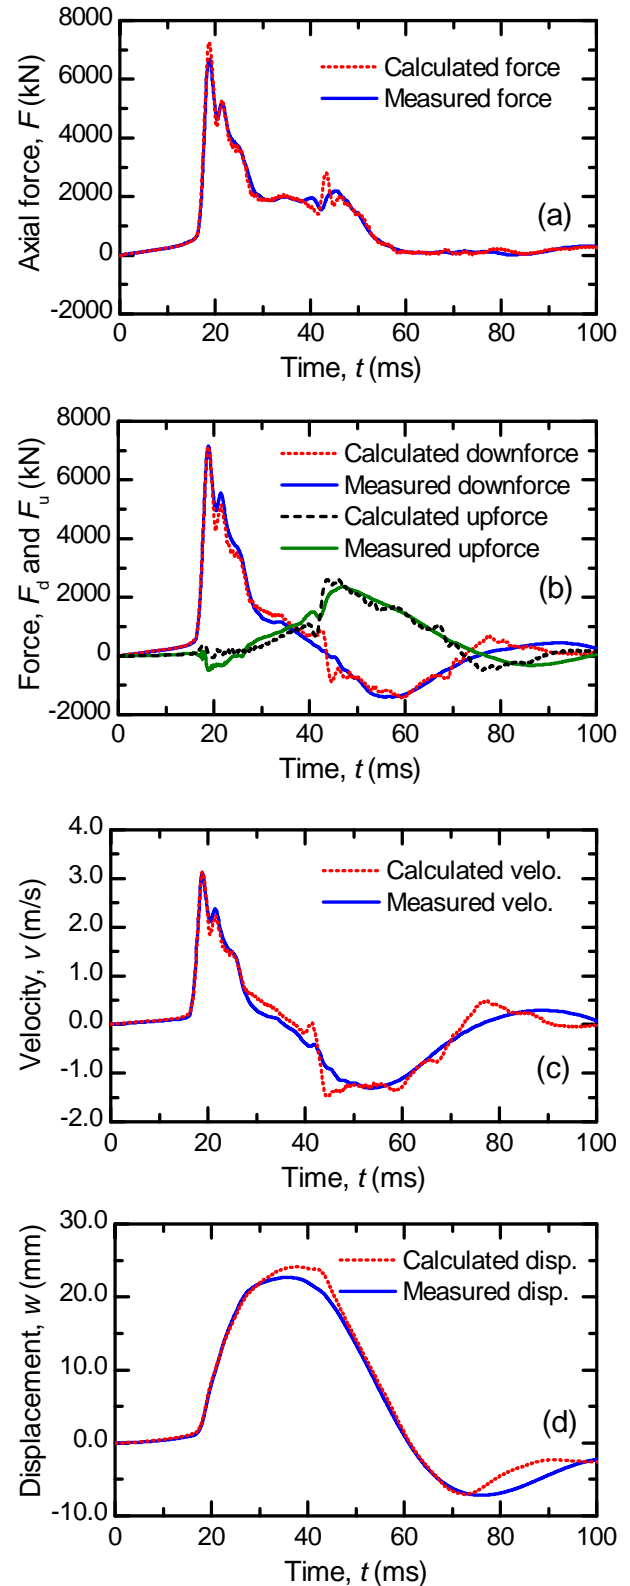 8000
6000
4000
2000
0
-2000
Axial force, F (kN)
Calculated force
Measured force
(a)
0 20 40 60 80 100
Time, t (ms)
8000
6000
4000
2000
0
-2000
Force, Fd and Fu (kN)
Calculated downforce
Measured downforce
Calculated upforce
Measured upforce
(b)
0 20 40 60 80 100
Time, t (ms)
4.0
3.0
2.0
1.0
0.0
-1.0
-2.0
Velocity, v (m/s)
Calculated velo.
Measured velo.
(c)
0 20 40 60 80 100
Time, t (ms)
30.0
20.0
10.0
0.0
-10.0
Displacement, w (mm)
Calculated disp.
Measured disp.
(d)
0 20 40 60 80 100
Time, t (ms)